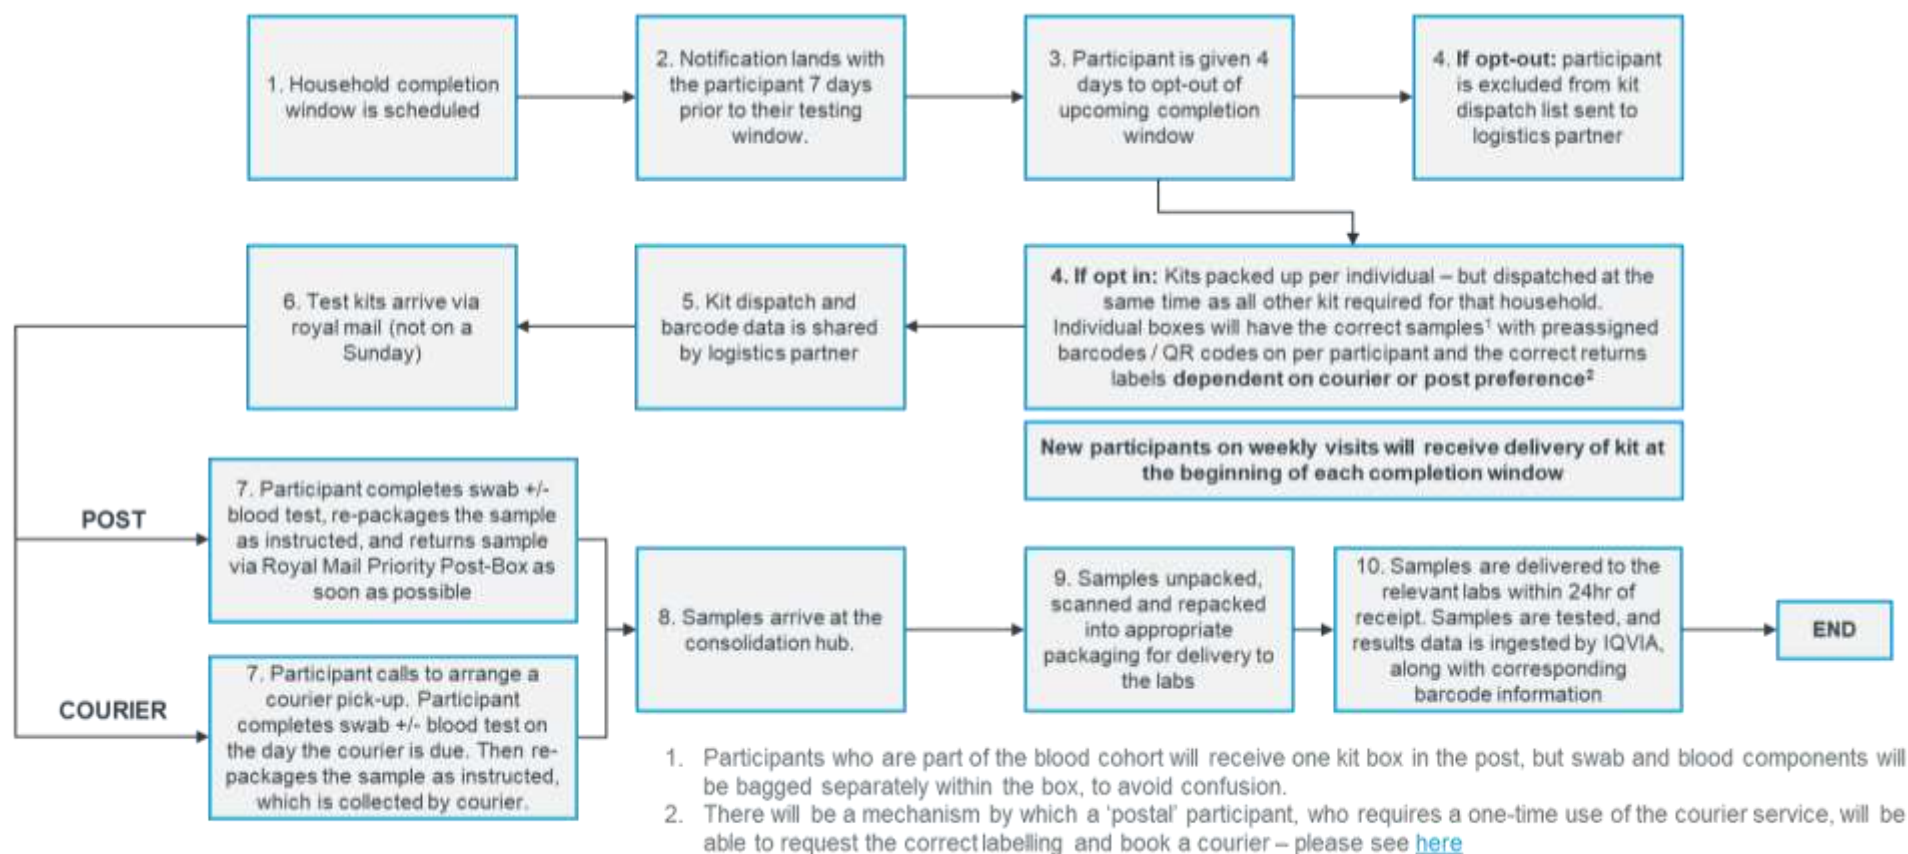 1. Household completion
window is scheduled
2. Notification lands with
the participant 7 days
prior to their testing
window.
3. Participant is given 4
days to opt-out of
upcoming completion
window
4. If opt-out: participant
is excluded from kit
dispatch list sent to
logistics partner
4. If opt in: Kits packed up per individual – but dispatched at the
same time as all other kit required for that household.
Individual boxes will have the correct samples¹ with preassigned
barcodes / QR codes on per participant and the correct returns
labels dependent on courier or post preference²
5. Kit dispatch and
barcode data is shared
by logistics partner
6. Test kits arrive via
royal mail (not on a
Sunday)
New participants on weekly visits will receive delivery of kit at
the beginning of each completion window
POST
7. Participant completes swab +/-
blood test, re-packages the sample
as instructed, and returns sample
via Royal Mail Priority Post-Box as
soon as possible
COURIER
7. Participant calls to arrange a
courier pick-up. Participant
completes swab +/- blood test on
the day the courier is due. Then re-
packages the sample as instructed,
which is collected by courier.
8. Samples arrive at the
consolidation hub.
9. Samples unpacked,
scanned and repacked
into appropriate
packaging for delivery to
the labs
10. Samples are delivered to the
relevant labs within 24hr of
receipt. Samples are tested, and
results data is ingested by IQVIA,
along with corresponding
barcode information
END
1. Participants who are part of the blood cohort will receive one kit box in the post, but swab and blood components will
be bagged separately within the box, to avoid confusion.
2. There will be a mechanism by which a 'postal' participant, who requires a one-time use of the courier service, will be
able to request the correct labelling and book a courier – please see here